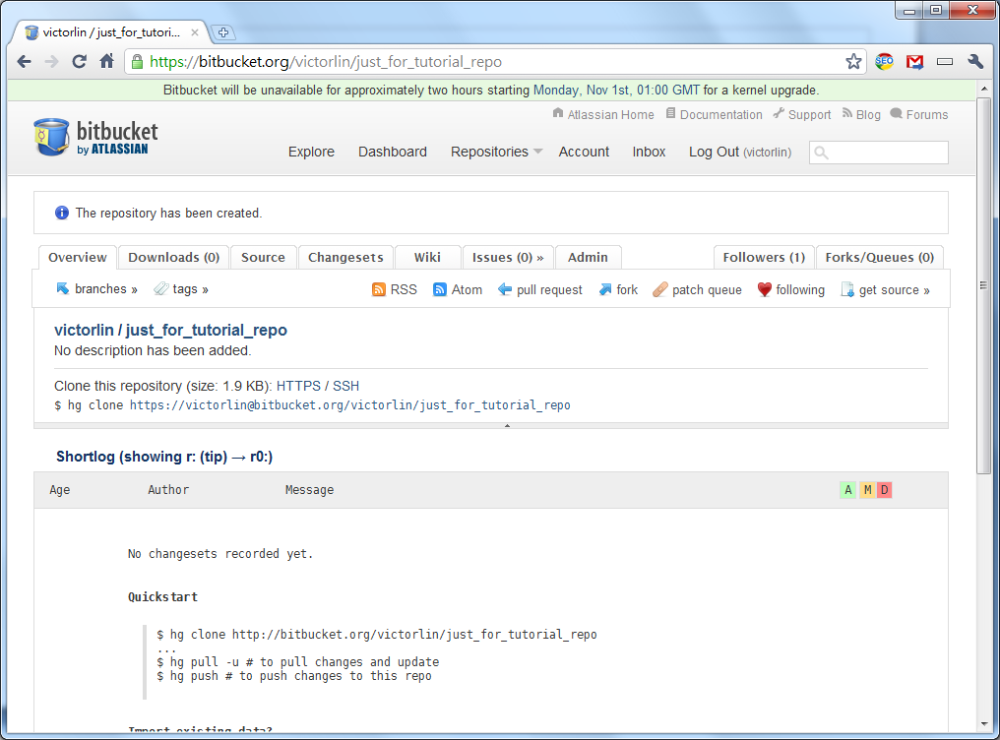 victorlin / just_for_tutori...
https://bitbucket.org/victorlin/just_for_tutorial_repo
SEO
Bitbucket will be unavailable for approximately two hours starting Monday, Nov 1st, 01:00 GMT for a kernel upgrade.
Atlassian Home Documentation Support Blog Forums
bitbucket
by ATLASSIAN
Explore Dashboard Repositories Account Inbox Log Out (victorlin)
The repository has been created.
Overview Downloads (0) Source Changesets Wiki Issues (0) » Admin Followers (1) Forks/Queues (0)
branches » tags » RSS Atom pull request fork patch queue following get source »
victorlin / just_for_tutorial_repo
No description has been added.
Clone this repository (size: 1.9 KB): HTTPS / SSH
$ hg clone https://victorlin@bitbucket.org/victorlin/just_for_tutorial_repo
Shortlog (showing r: (tip) → r0:)
Age Author Message A M D
No changesets recorded yet.
Quickstart
$ hg clone http://bitbucket.org/victorlin/just_for_tutorial_repo
...
$ hg pull -u # to pull changes and update
$ hg push # to push changes to this repo
Import existing data?